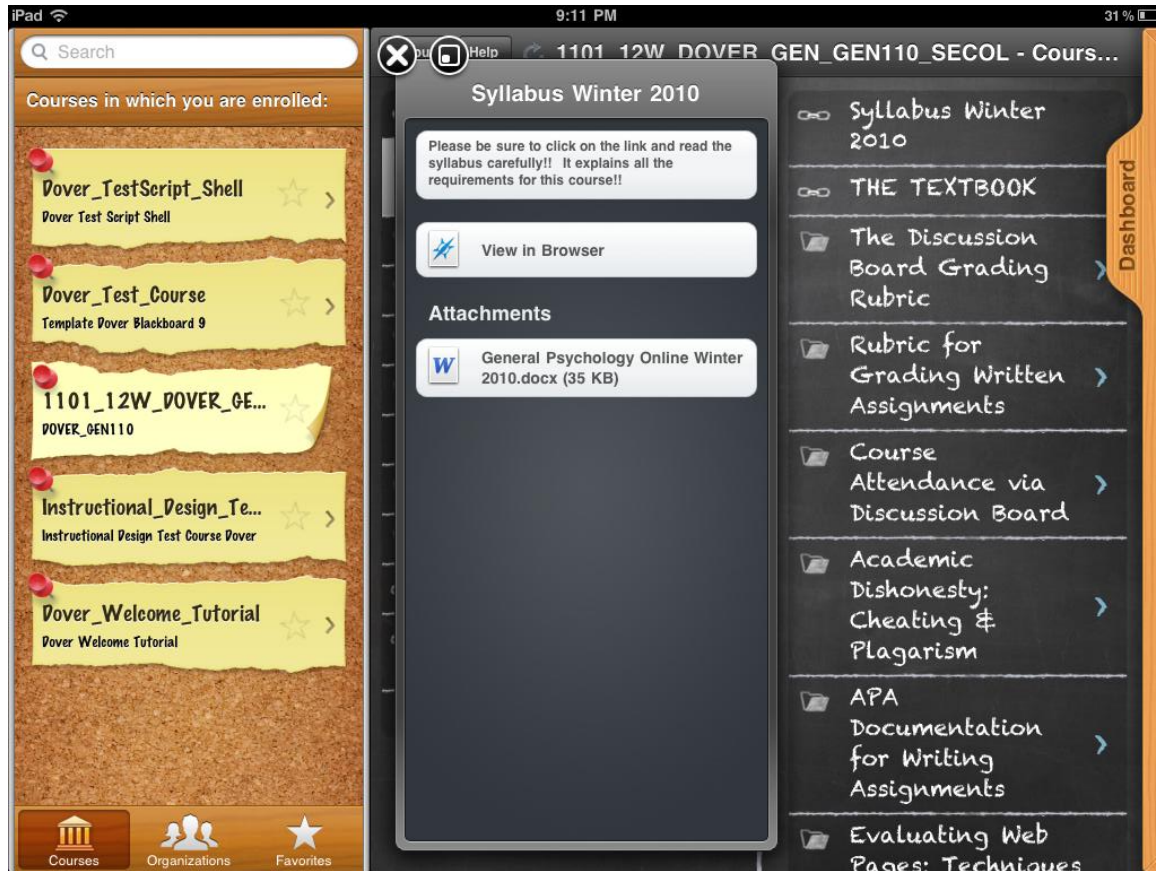 iPad 9:11 PM 31%
Search
Courses in which you are enrolled:
Dover_TestScript_Shell
Dover Test Script Shell
Dover_Test_Course
Template Dover Blackboard 9
1101_12W_DOVER_GE...
DOVER_GEN110
Instructional_Design_Te...
Instructional Design Test Course Dover
Dover_Welcome_Tutorial
Dover Welcome Tutorial
Courses
Organizations
Favorites
Help
1101_12W_DOVER_GEN_GEN110_SECOL - Cours...
Syllabus Winter 2010
Please be sure to click on the link and read the
syllabus carefully!! It explains all the
requirements for this course!!
View in Browser
Attachments
W
General Psychology Online Winter
2010.docx (35 KB)
Syllabus Winter
2010
THE TEXTBOOK
The Discussion
Board Grading
Rubric
Rubric for
Grading Written
Assignments
Course
Attendance via
Discussion Board
Academic
Dishonesty:
Cheating &
Plagarism
APA
Documentation
for Writing
Assignments
Evaluating Web
Pages: Techniques
Dashboard